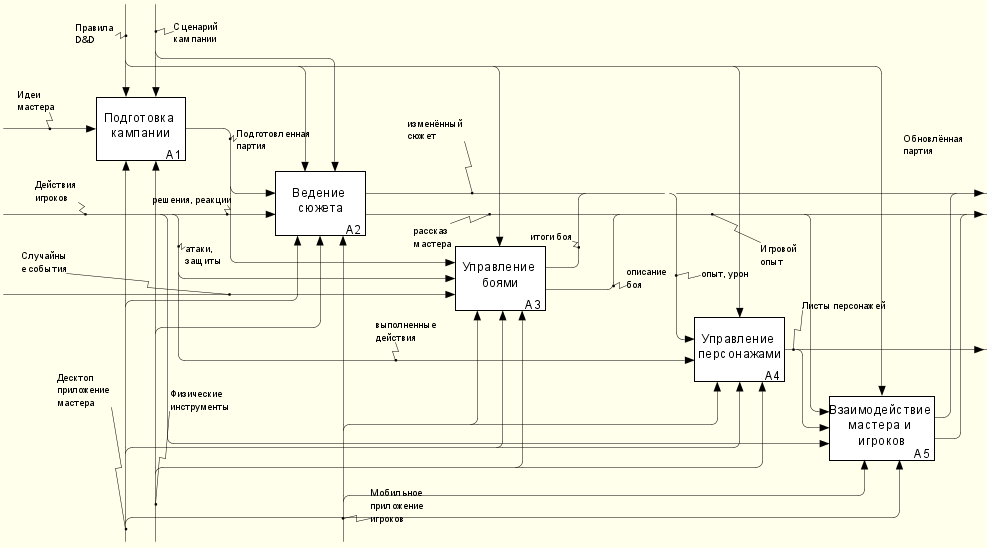 Правила
D&D
Сценарий
кампании
Идеи
мастера
Подготовка
кампании
A1
Подготовленная
партия
изменённый
сюжет
Обновлённая
партия
Действия
игроков
решения, реакции
Ведение
сюжета
A2
атаки,
защиты
рассказ
мастера
итоги боя
Игровой
опыт
Случайны
е события
Управление
боями
A3
описание
боя
опыт, урон
Листы персонажей
выполненные
действия
Управление
персонажами
A4
Десктоп
приложение
мастера
Физические
инструменты
Взаимодействие
мастера и
игроков
A5
Мобильное
приложение
игроков